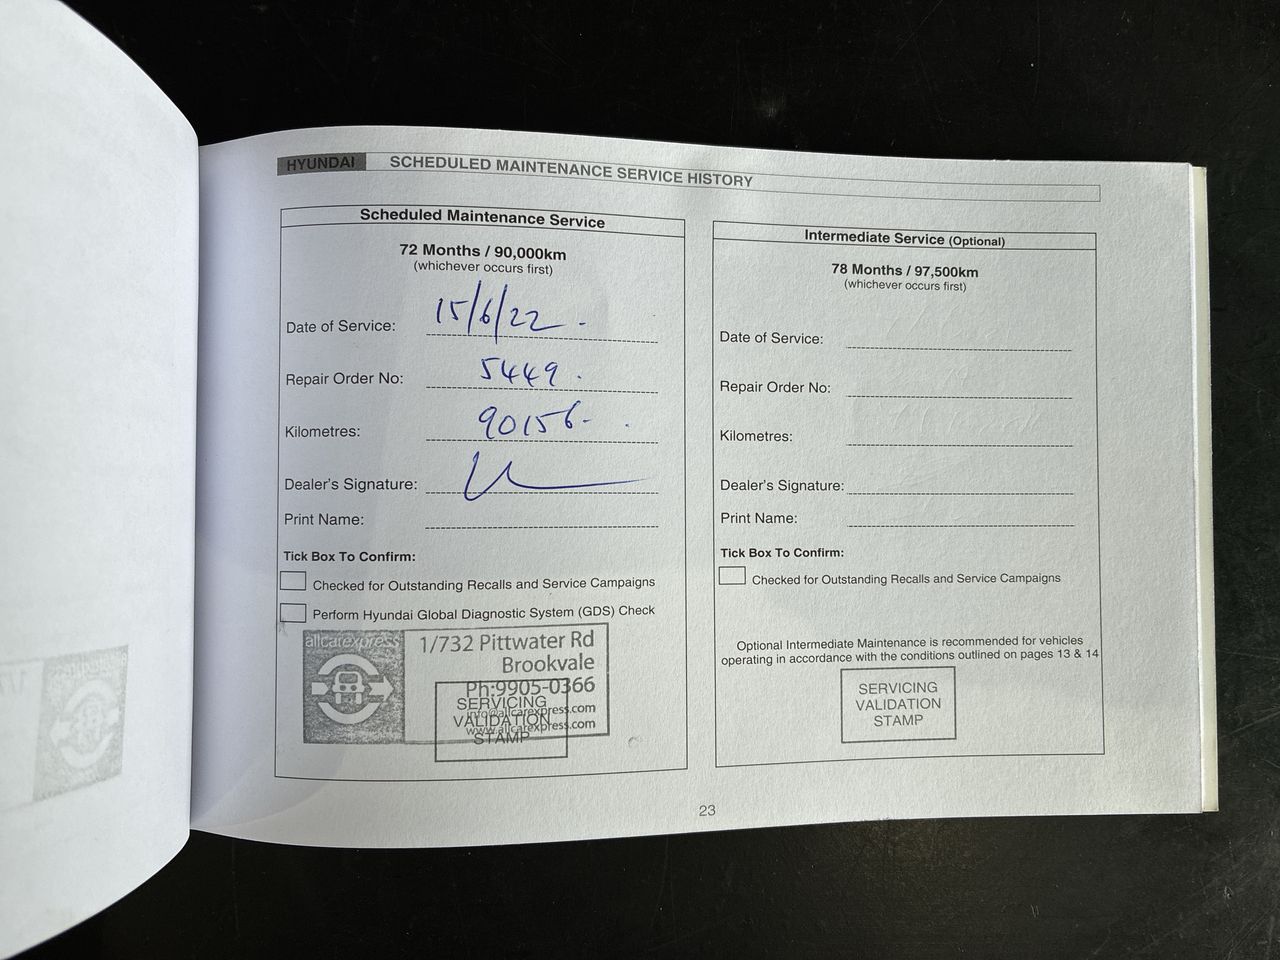 HYUNDAI SCHEDULED MAINTENANCE SERVICE HISTORY
Scheduled Maintenance Service
72 Months / 90,000km
(whichever occurs first)
Date of Service: 15/6/22
Repair Order No: 5449
Kilometres: 90156
Dealer's Signature:
Print Name:
Tick Box To Confirm:
Checked for Outstanding Recalls and Service Campaigns
Perform Hyundai Global Diagnostic System (GDS) Check
allcarexpress
1/732 Pittwater Rd
Brookvale
Ph:9905-0366
info@allcarexpress.com
www.allcarexpress.com
SERVICING
VALIDATION
STAMP
Intermediate Service (Optional)
78 Months / 97,500km
(whichever occurs first)
Date of Service:
Repair Order No:
Kilometres:
Dealer's Signature:
Print Name:
Tick Box To Confirm:
Checked for Outstanding Recalls and Service Campaigns
Optional Intermediate Maintenance is recommended for vehicles
operating in accordance with the conditions outlined on pages 13 & 14
SERVICING
VALIDATION
STAMP
23